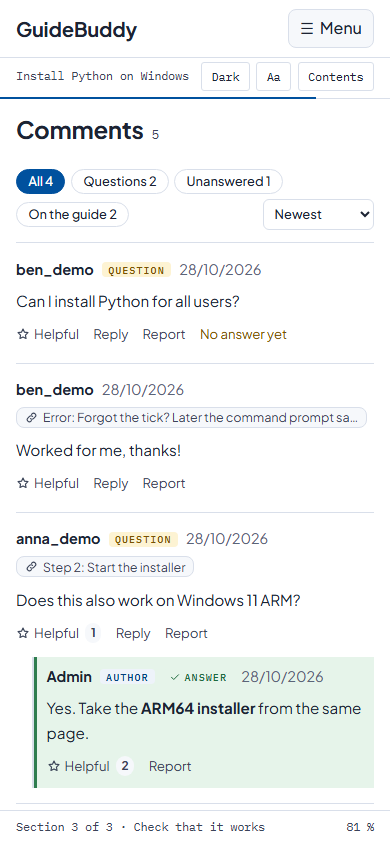 GuideBuddy
☰ Menu
Install Python on Windows
Dark
Aa
Contents
Comments 5
All 4
Questions 2
Unanswered 1
On the guide 2
Newest
ben_demo QUESTION 28/10/2026
Can I install Python for all users?
Helpful Reply Report No answer yet
ben_demo 28/10/2026
Error: Forgot the tick? Later the command prompt sa…
Worked for me, thanks!
Helpful Reply Report
anna_demo QUESTION 28/10/2026
Step 2: Start the installer
Does this also work on Windows 11 ARM?
Helpful 1 Reply Report
Admin AUTHOR ✓ ANSWER 28/10/2026
Yes. Take the ARM64 installer from the same
page.
Helpful 2 Report
Section 3 of 3 · Check that it works 81 %